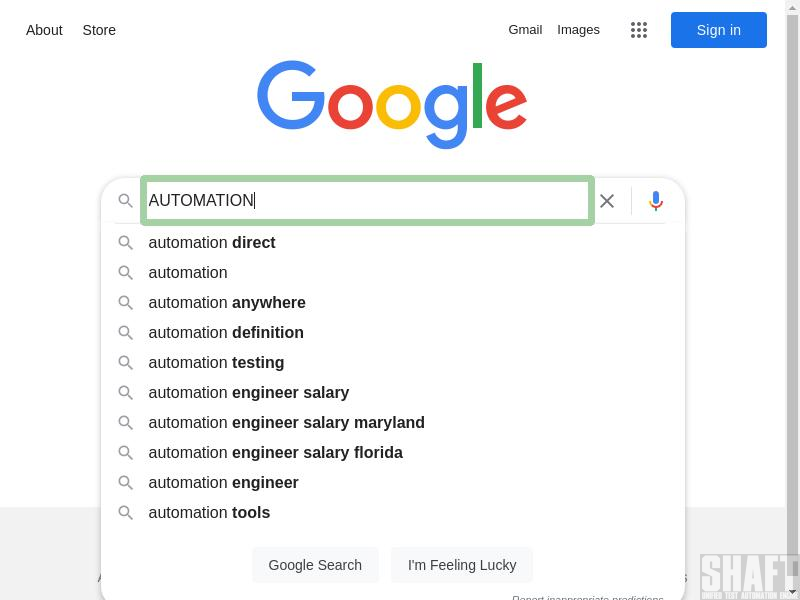 About Store Gmail Images Sign in
Google
AUTOMATION
automation direct
automation
automation anywhere
automation definition
automation testing
automation engineer salary
automation engineer salary maryland
automation engineer salary florida
automation engineer
automation tools
Google Search I'm Feeling Lucky
Report inappropriate predictions
SHAFT